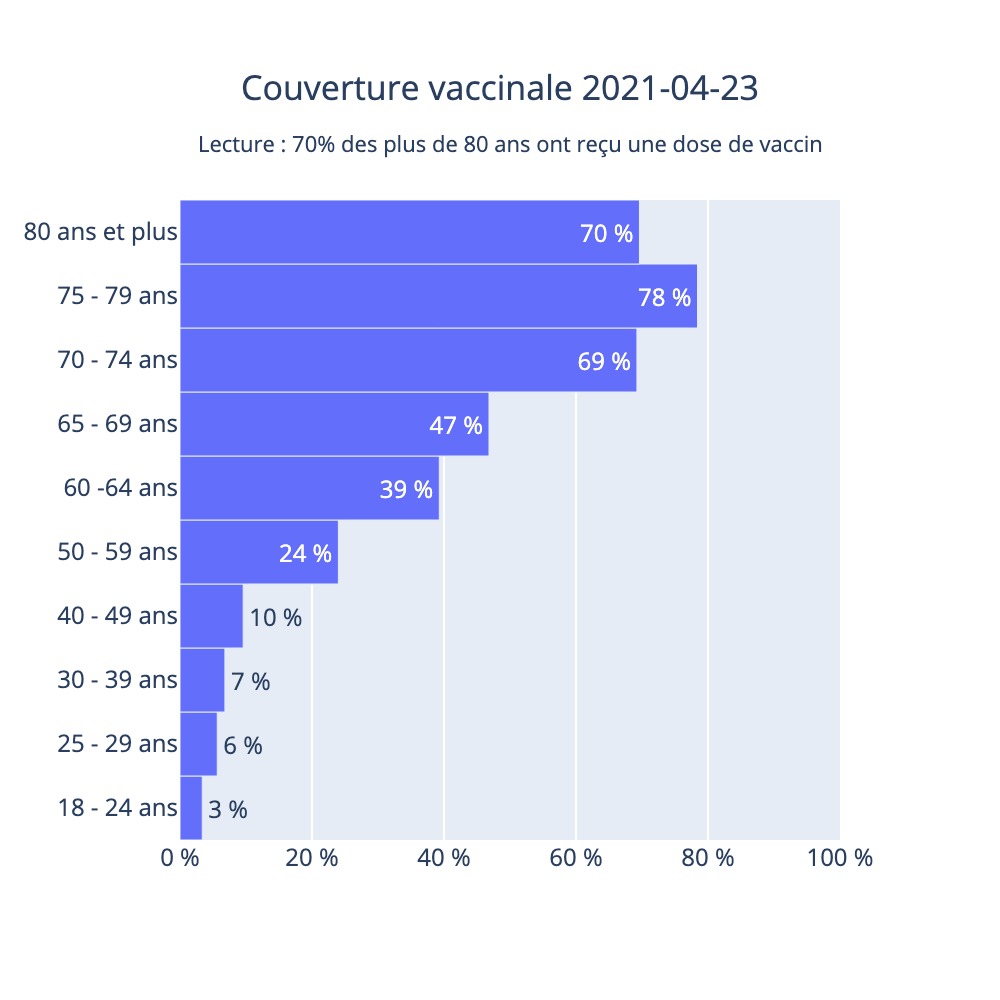 Couverture vaccinale 2021-04-23
Lecture : 70% des plus de 80 ans ont reçu une dose de vaccin
80 ans et plus 70 %
75 - 79 ans 78 %
70 - 74 ans 69 %
65 - 69 ans 47 %
60 -64 ans 39 %
50 - 59 ans 24 %
40 - 49 ans 10 %
30 - 39 ans 7 %
25 - 29 ans 6 %
18 - 24 ans 3 %
0 % 20 % 40 % 60 % 80 % 100 %